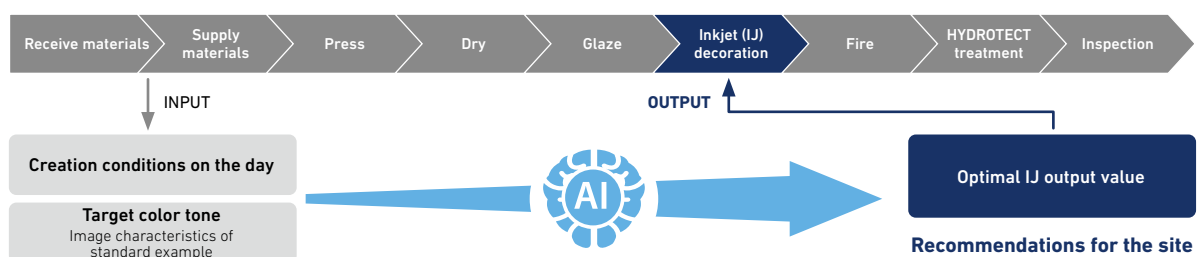 Receive materials
Supply
materials
Press
Dry
Glaze
Inkjet (IJ)
decoration
Fire
HYDROTECT
treatment
Inspection
INPUT
OUTPUT
Creation conditions on the day
Target color tone
Image characteristics of
standard example
AI
Optimal IJ output value
Recommendations for the site